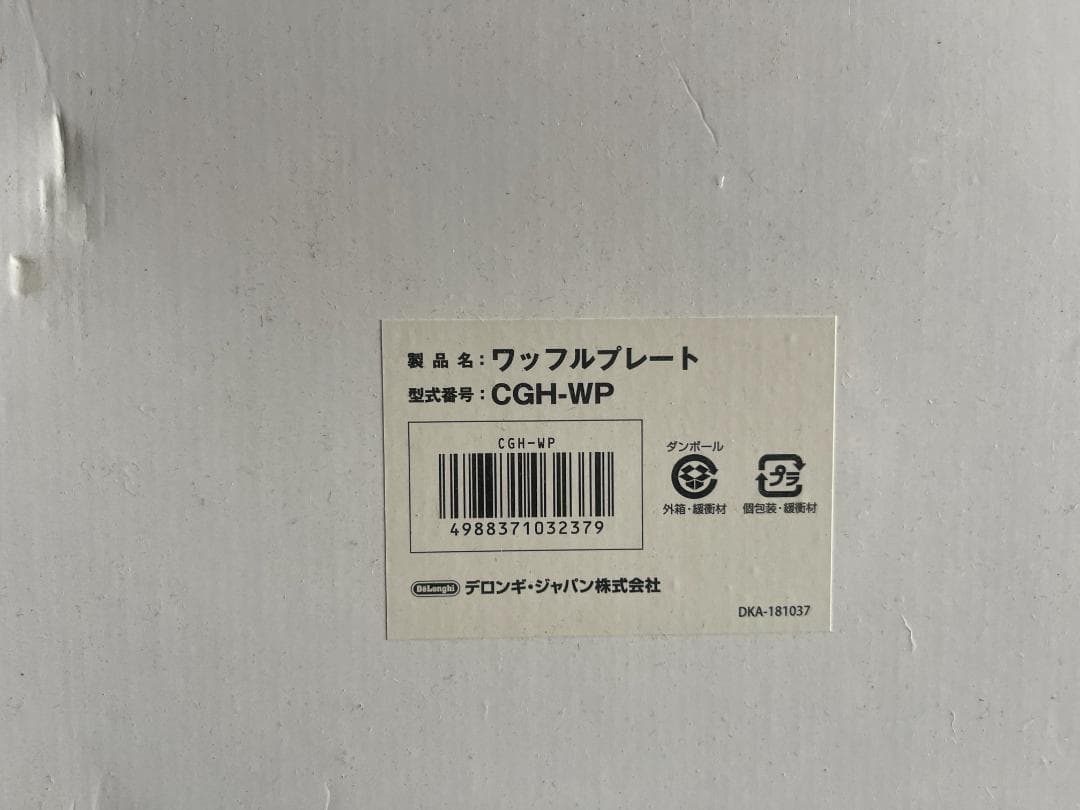 製品名：ワッフルプレート
型式番号：CGH-WP
CGH-WP
4988371032379
ダンボール
外箱・緩衝材
プラ
個包装・緩衝材
DeLonghi デロンギ・ジャパン株式会社
DKA-181037